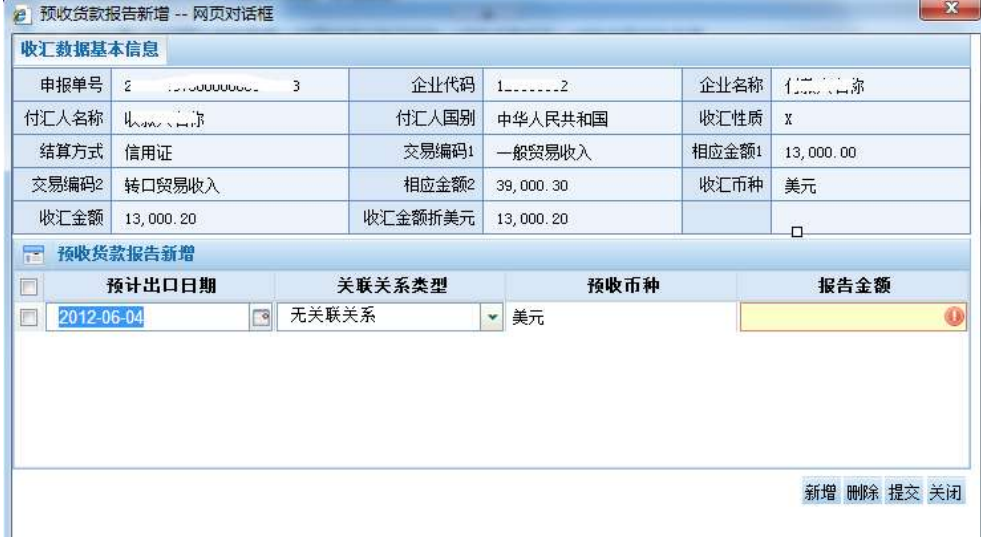 预收货款报告新增 -- 网页对话框
收汇数据基本信息
申报单号 2 3 企业代码 1 2 企业名称
付汇人名称 付汇人国别 中华人民共和国 收汇性质 X
结算方式 信用证 交易编码1 一般贸易收入 相应金额1 13,000.00
交易编码2 转口贸易收入 相应金额2 39,000.30 收汇币种 美元
收汇金额 13,000.20 收汇金额折美元 13,000.20
预收货款报告新增
预计出口日期 关联关系类型 预收币种 报告金额
2012-06-04 无关联关系 美元
新增 删除 提交 关闭